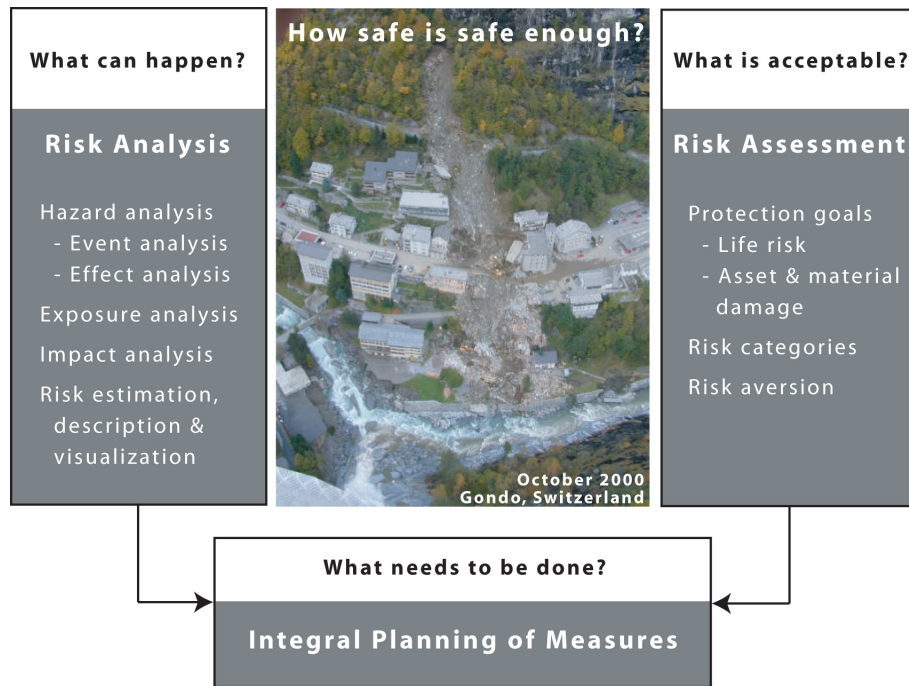 What can happen?
Risk Analysis
Hazard analysis
- Event analysis
- Effect analysis
Exposure analysis
Impact analysis
Risk estimation,
description &
visualization
How safe is safe enough?
October 2000
Gondo, Switzerland
What is acceptable?
Risk Assessment
Protection goals
- Life risk
- Asset & material
damage
Risk categories
Risk aversion
What needs to be done?
Integral Planning of Measures